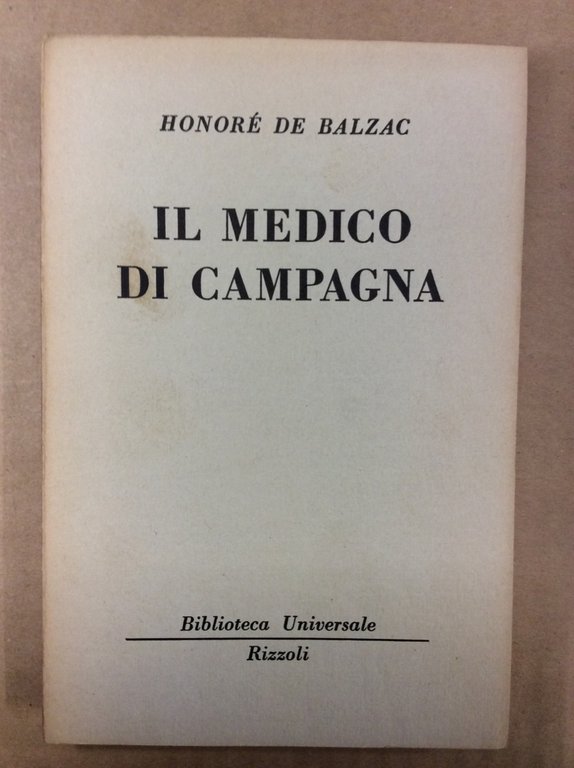 HONORÉ DE BALZAC
IL MEDICO
DI CAMPAGNA
Biblioteca Universale
Rizzoli